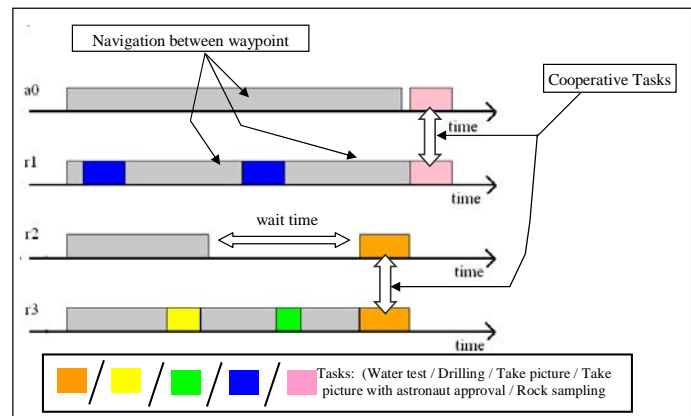 Navigation between waypoint
a0
time
Cooperative Tasks
r1
time
r2
wait time
time
r3
time
Tasks: (Water test / Drilling / Take picture / Take
picture with astronaut approval / Rock sampling